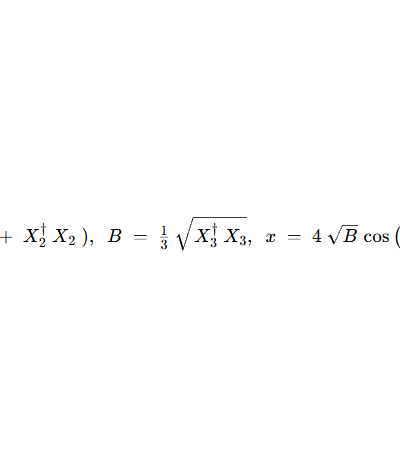 + X₂† X₂ ), B = 1/3 √(X₃† X₃), x = 4 √B cos (